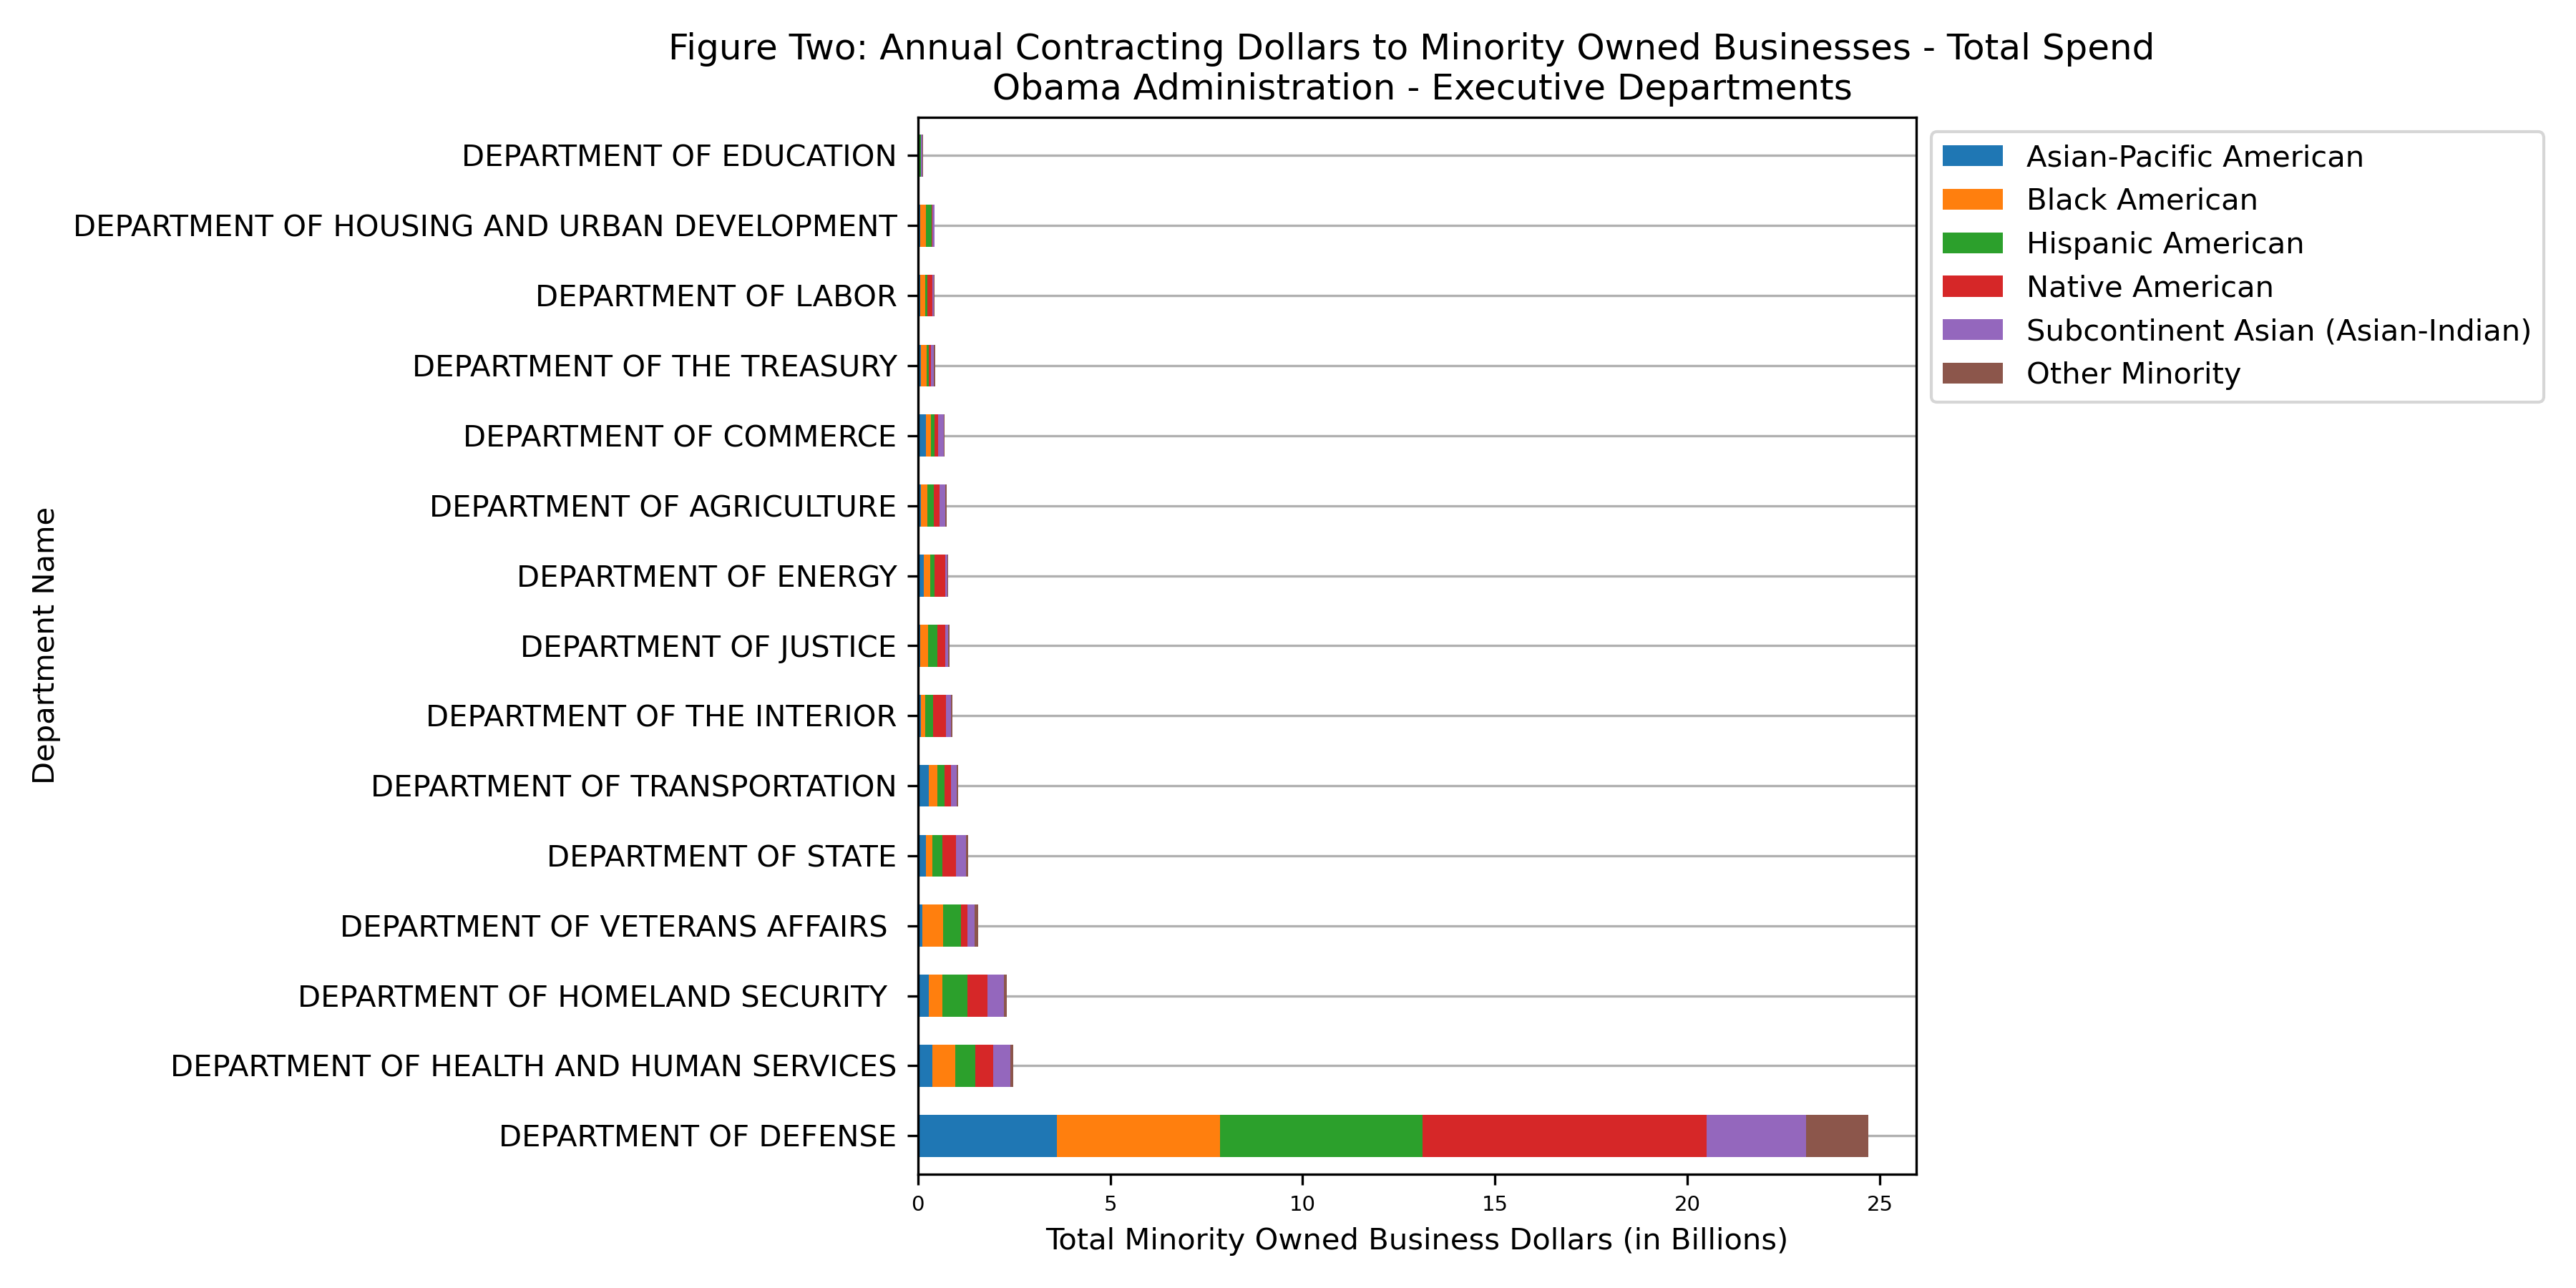 Figure Two: Annual Contracting Dollars to Minority Owned Businesses - Total Spend
Obama Administration - Executive Departments
DEPARTMENT OF EDUCATION
DEPARTMENT OF HOUSING AND URBAN DEVELOPMENT
DEPARTMENT OF LABOR
DEPARTMENT OF THE TREASURY
DEPARTMENT OF COMMERCE
DEPARTMENT OF AGRICULTURE
DEPARTMENT OF ENERGY
DEPARTMENT OF JUSTICE
DEPARTMENT OF THE INTERIOR
DEPARTMENT OF TRANSPORTATION
DEPARTMENT OF STATE
DEPARTMENT OF VETERANS AFFAIRS
DEPARTMENT OF HOMELAND SECURITY
DEPARTMENT OF HEALTH AND HUMAN SERVICES
DEPARTMENT OF DEFENSE
Department Name
0 5 10 15 20 25
Total Minority Owned Business Dollars (in Billions)
Asian-Pacific American
Black American
Hispanic American
Native American
Subcontinent Asian (Asian-Indian)
Other Minority